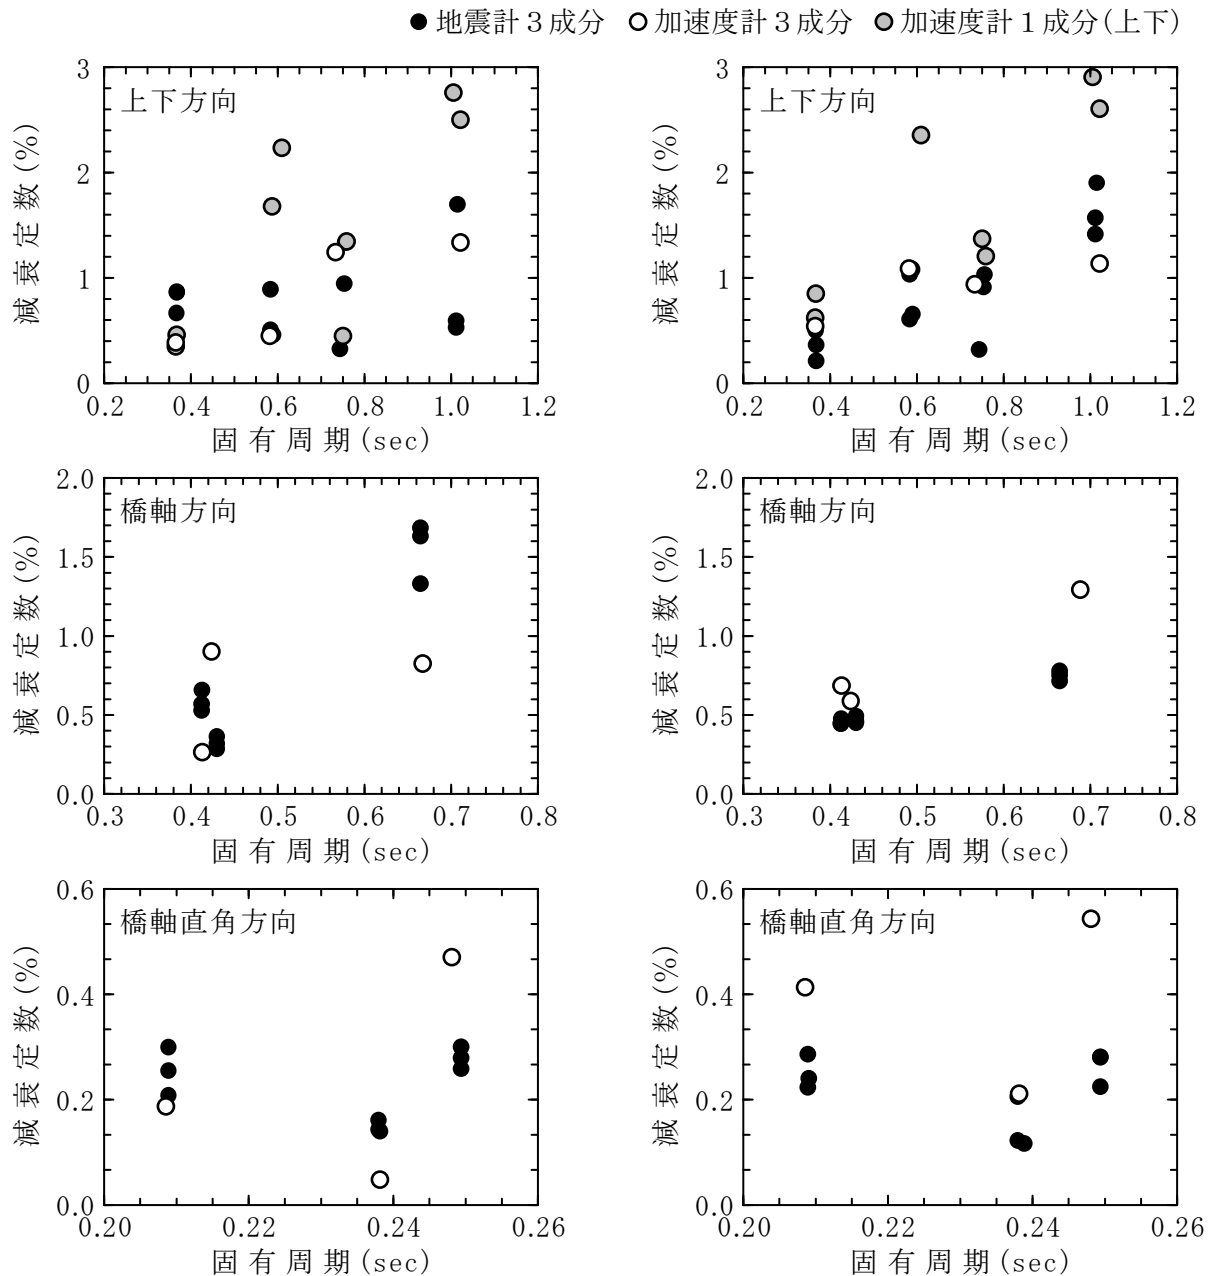 ● 地震計３成分 ○ 加速度計３成分 ● 加速度計１成分(上下)
上下方向
減衰定数(%)
3
2
1
0
0.2 0.4 0.6 0.8 1.0 1.2
固有周期(sec)
上下方向
減衰定数(%)
3
2
1
0
0.2 0.4 0.6 0.8 1.0 1.2
固有周期(sec)
橋軸方向
減衰定数(%)
2.0
1.5
1.0
0.5
0.0
0.3 0.4 0.5 0.6 0.7 0.8
固有周期(sec)
橋軸方向
減衰定数(%)
2.0
1.5
1.0
0.5
0.0
0.3 0.4 0.5 0.6 0.7 0.8
固有周期(sec)
橋軸直角方向
減衰定数(%)
0.6
0.4
0.2
0.0
0.20 0.22 0.24 0.26
固有周期(sec)
橋軸直角方向
減衰定数(%)
0.6
0.4
0.2
0.0
0.20 0.22 0.24 0.26
固有周期(sec)